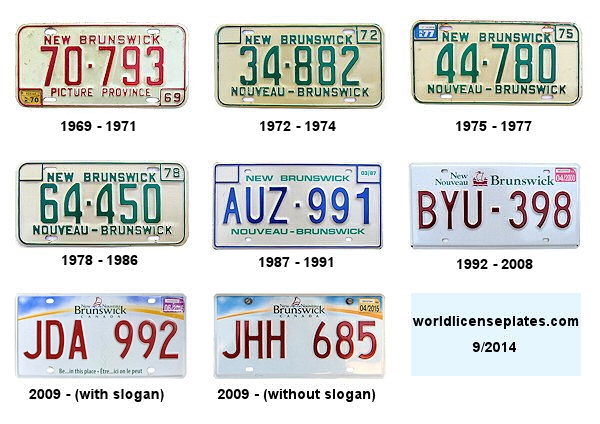 NEW BRUNSWICK
70·793
PICTURE PROVINCE
70
69
1969 - 1971
72
NEW BRUNSWICK
34·882
NOUVEAU-BRUNSWICK
1972 - 1974
77
75
NEW BRUNSWICK
44·780
NOUVEAU-BRUNSWICK
1975 - 1977
78
NEW BRUNSWICK
64·450
NOUVEAU-BRUNSWICK
1978 - 1986
03/87
NEW BRUNSWICK
AUZ·991
NOUVEAU-BRUNSWICK
1987 - 1991
New
Nouveau Brunswick
04/2003
BYU-398
1992 - 2008
New Nouveau
Brunswick
CANADA
JDA 992
Be...in this place • Être...ici on le peut
2009 - (with slogan)
New Nouveau
Brunswick
CANADA
04/2015
JHH 685
2009 - (without slogan)
worldlicenseplates.com
9/2014